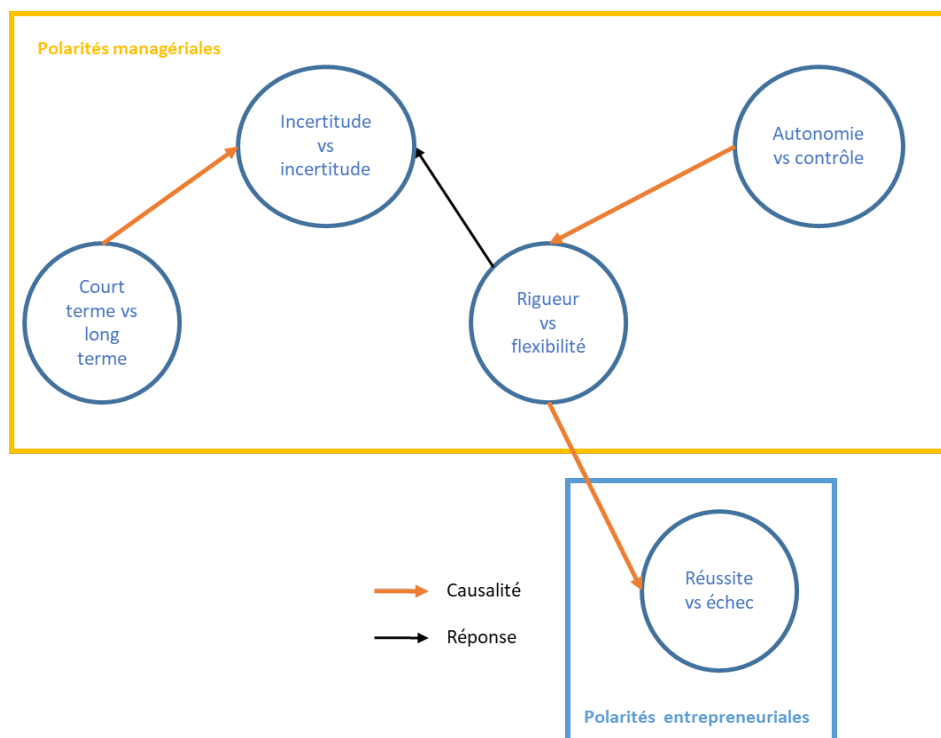 Polarités managériales
Incertitude
vs
incertitude
Autonomie
vs contrôle
Court
terme vs
long
terme
Rigueur
vs
flexibilité
Réussite
vs échec
Causalité
Réponse
Polarités entrepreneuriales